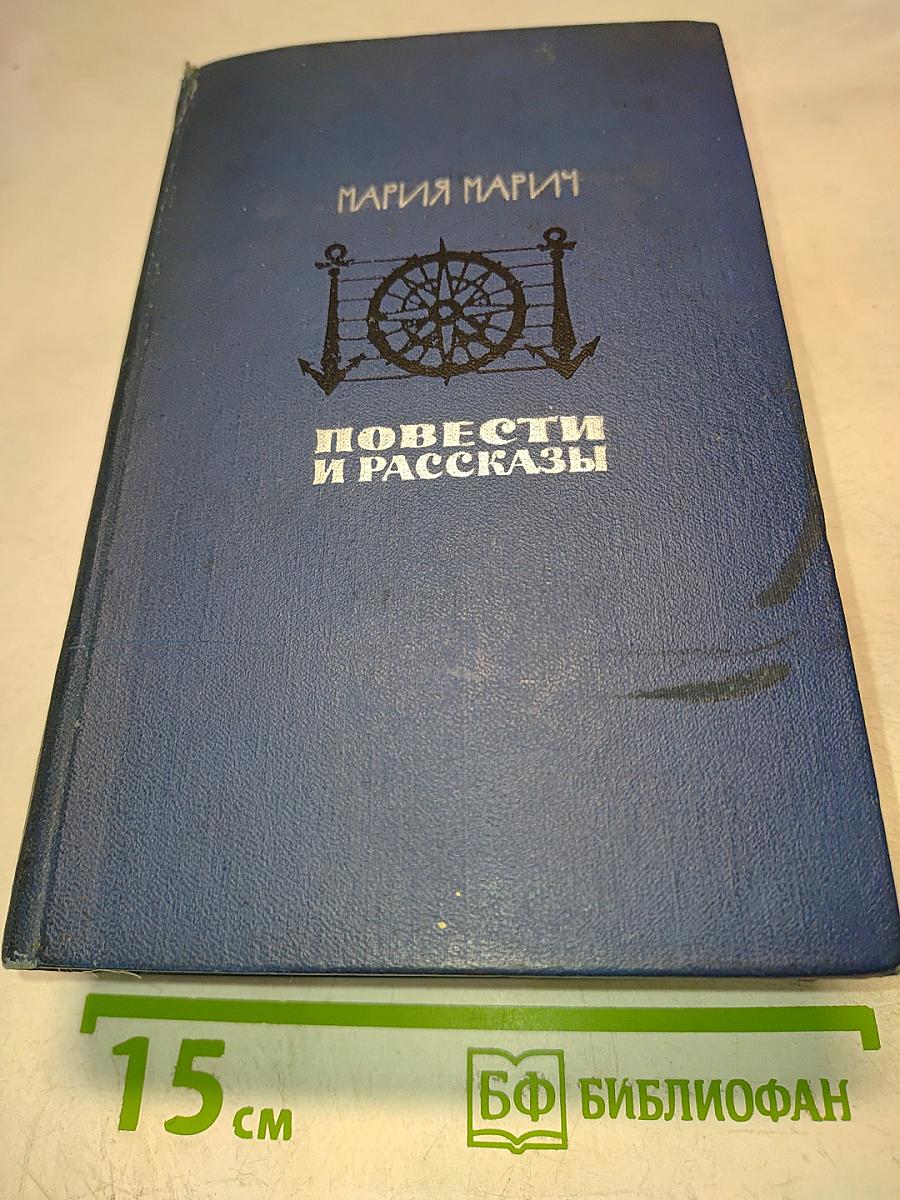 МАРИЯ МАРИЧ
ПОВЕСТИ
И РАССКАЗЫ
15 см
БФ БИБЛИОФАН